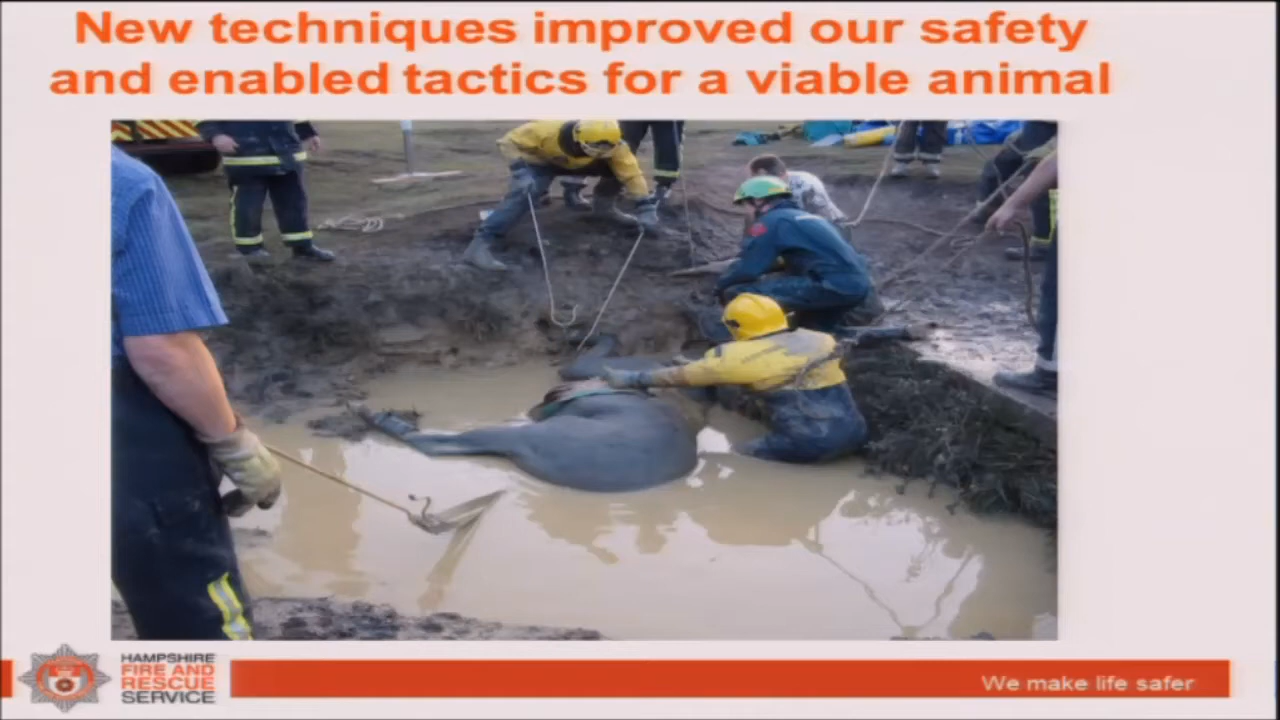 New techniques improved our safety
and enabled tactics for a viable animal
HAMPSHIRE
FIRE AND
RESCUE
SERVICE
We make life safer